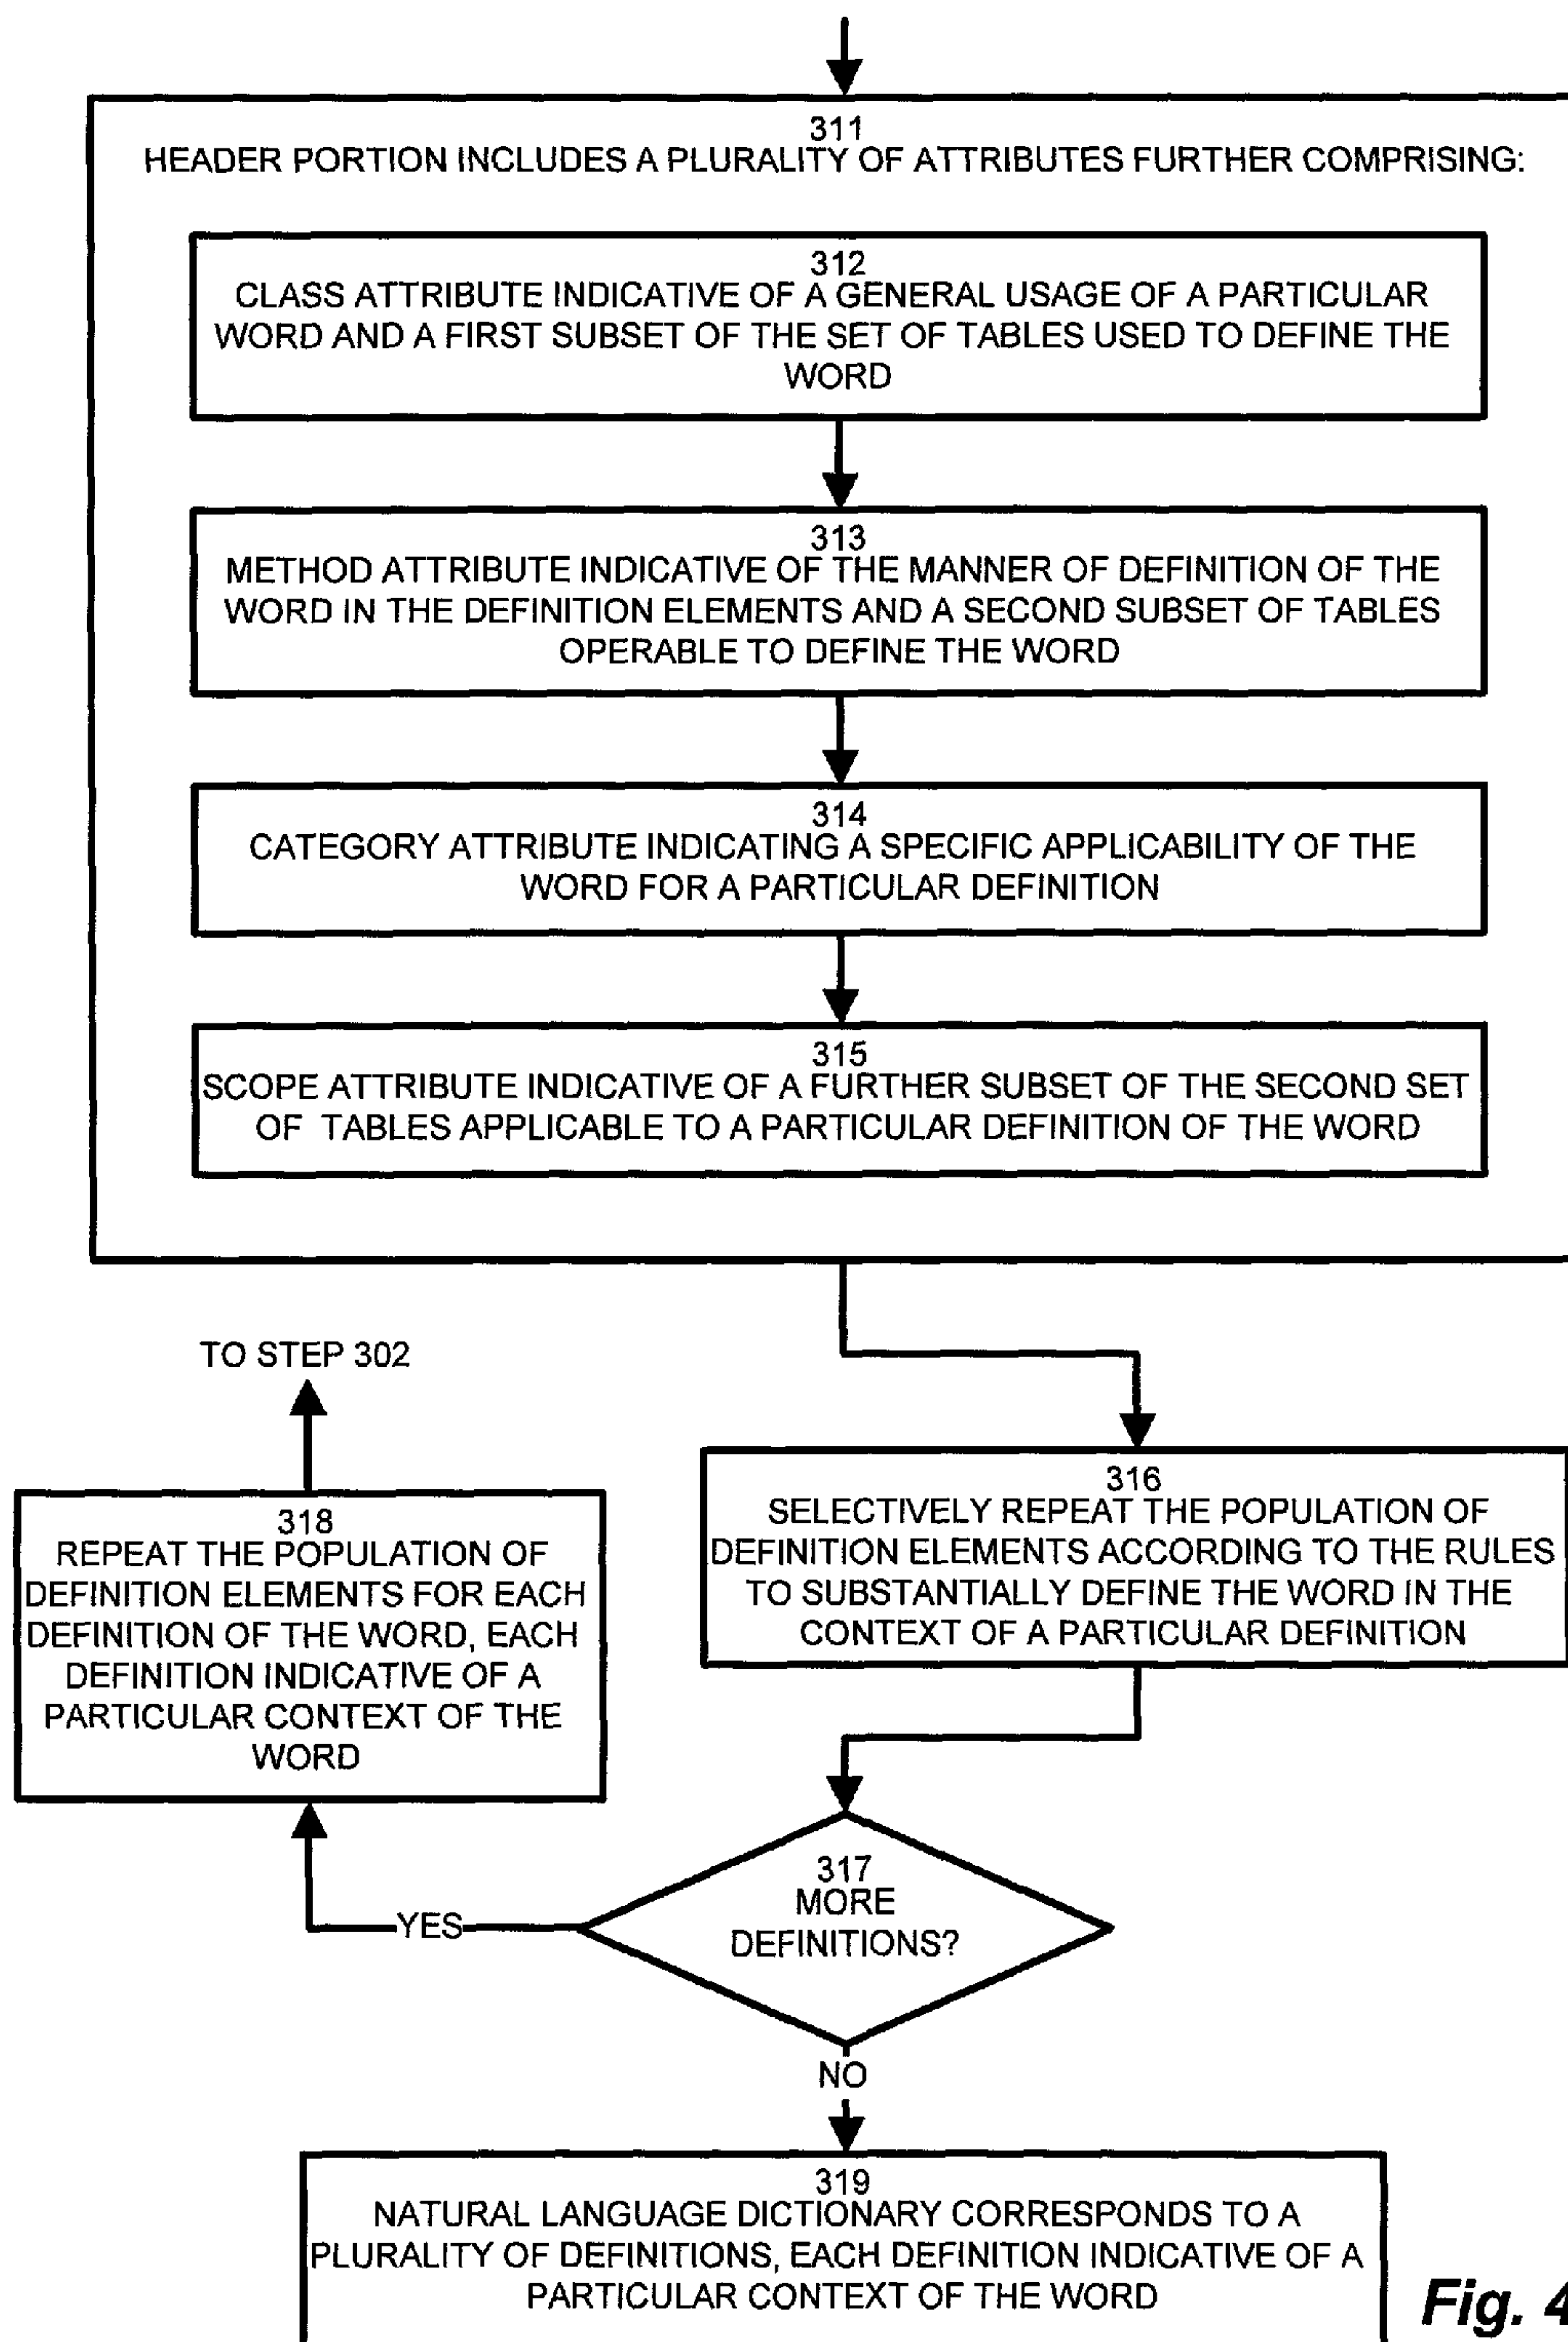 311
HEADER PORTION INCLUDES A PLURALITY OF ATTRIBUTES FURTHER COMPRISING:
312
CLASS ATTRIBUTE INDICATIVE OF A GENERAL USAGE OF A PARTICULAR
WORD AND A FIRST SUBSET OF THE SET OF TABLES USED TO DEFINE THE
WORD
313
METHOD ATTRIBUTE INDICATIVE OF THE MANNER OF DEFINITION OF THE
WORD IN THE DEFINITION ELEMENTS AND A SECOND SUBSET OF TABLES
OPERABLE TO DEFINE THE WORD
314
CATEGORY ATTRIBUTE INDICATING A SPECIFIC APPLICABILITY OF THE
WORD FOR A PARTICULAR DEFINITION
315
SCOPE ATTRIBUTE INDICATIVE OF A FURTHER SUBSET OF THE SECOND SET
OF TABLES APPLICABLE TO A PARTICULAR DEFINITION OF THE WORD
TO STEP 302
316
SELECTIVELY REPEAT THE POPULATION OF
DEFINITION ELEMENTS ACCORDING TO THE RULES
TO SUBSTANTIALLY DEFINE THE WORD IN THE
CONTEXT OF A PARTICULAR DEFINITION
318
REPEAT THE POPULATION OF
DEFINITION ELEMENTS FOR EACH
DEFINITION OF THE WORD, EACH
DEFINITION INDICATIVE OF A
PARTICULAR CONTEXT OF THE
WORD
317
MORE
DEFINITIONS?
YES
NO
319
NATURAL LANGUAGE DICTIONARY CORRESPONDS TO A
PLURALITY OF DEFINITIONS, EACH DEFINITION INDICATIVE OF A
PARTICULAR CONTEXT OF THE WORD
Fig. 4